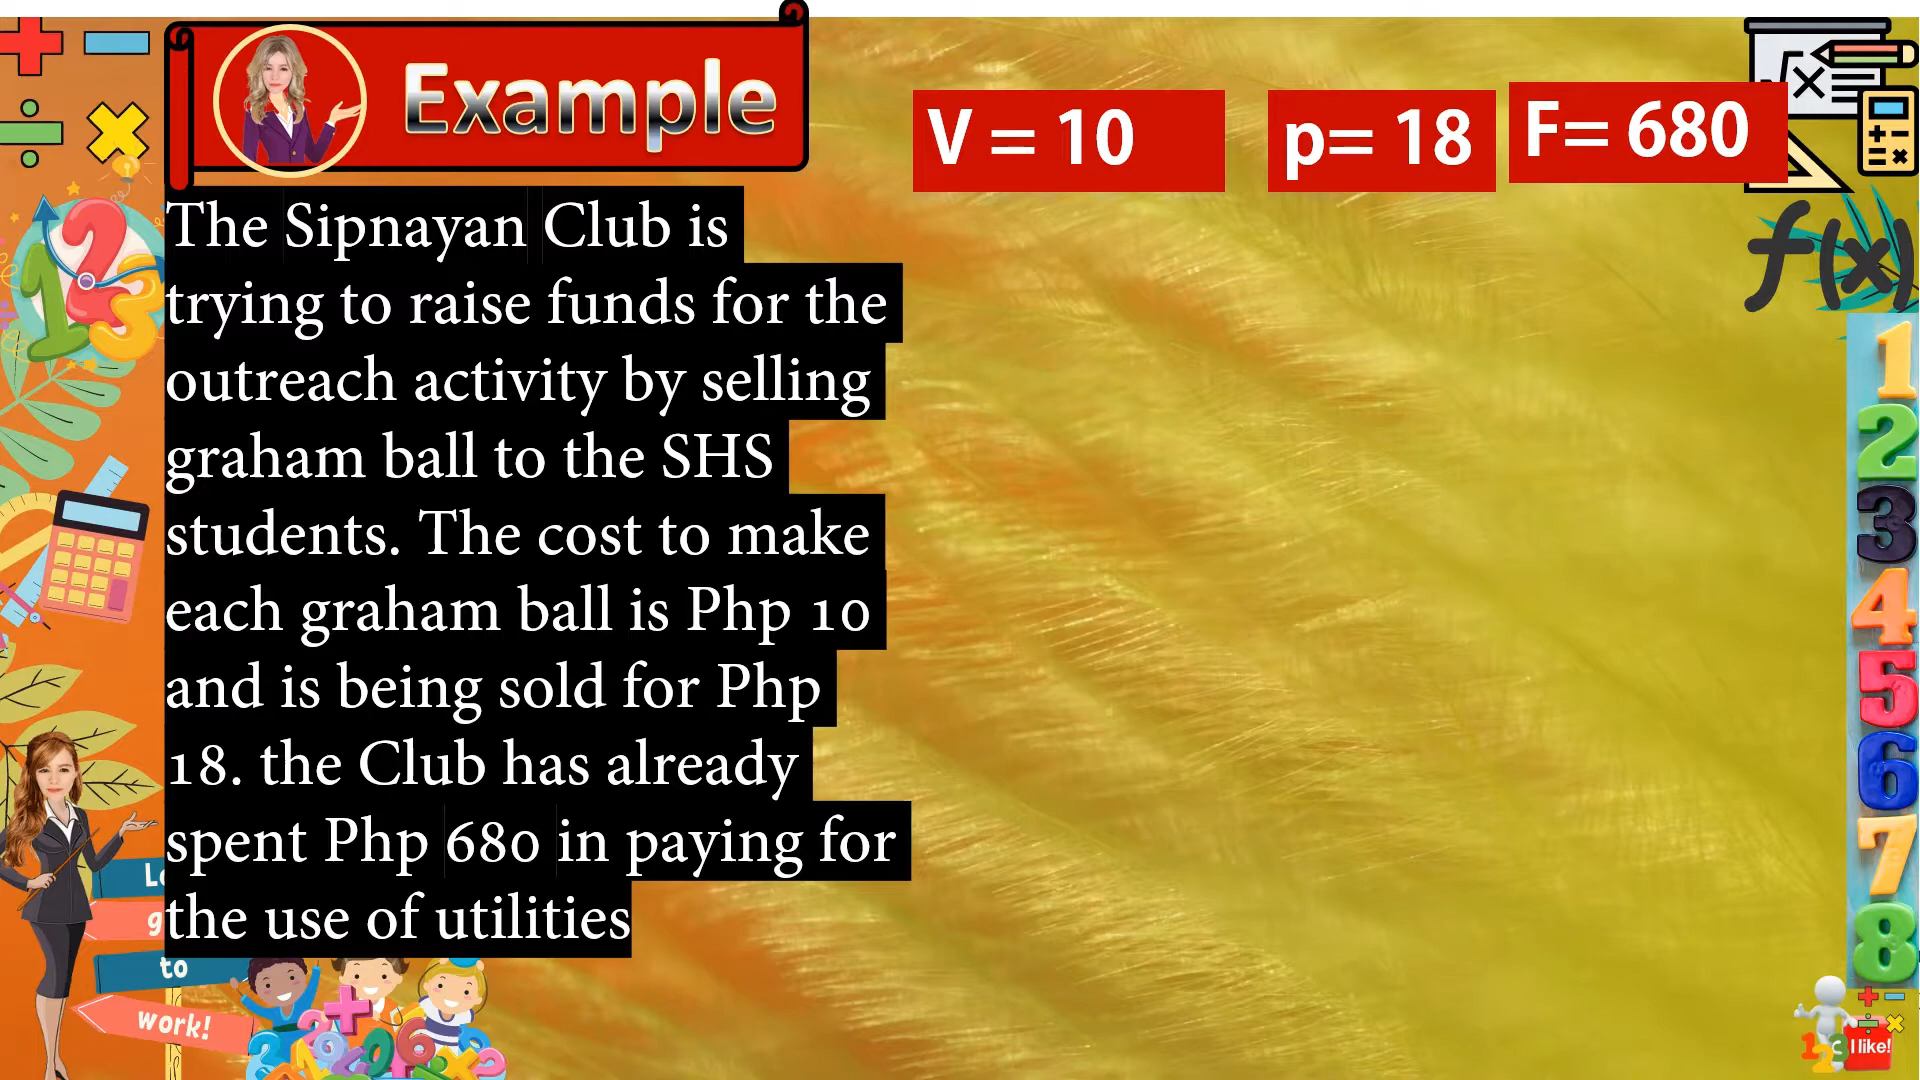 Example
V = 10
p= 18
F= 680
The Sipnayan Club is
trying to raise funds for the
outreach activity by selling
graham ball to the SHS
students. The cost to make
each graham ball is Php 10
and is being sold for Php
18. the Club has already
spent Php 680 in paying for
the use of utilities
f(x)
1
2
3
4
5
6
7
8
to
work!
I like!